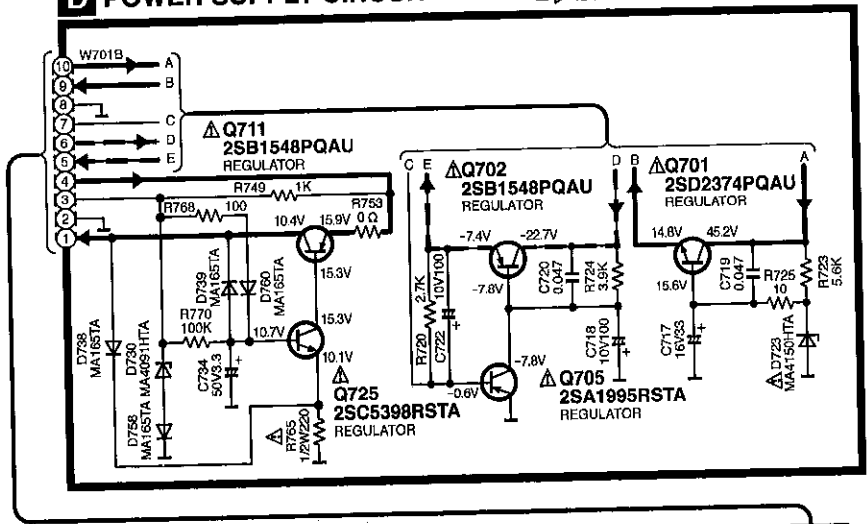 D POWER SUPPLY CIRCUIT
W701B
10 A
9 B
8
7 C
6 D
5 E
4
3
2
1
Q711
2SB1548PQAU
REGULATOR
R749 1K
R768 100
R753
0 Ω
10.4V 15.9V
15.3V
D739
MA165TA
D760
MA165TA
R770
100K
10.7V
15.3V
10.1V
D738
MA165TA
D730
MA4091HTA
D758
MA165TA
C734
50V3.3
Q725
2SC5398RSTA
REGULATOR
R765
1/2W220
C E
Q702
2SB1548PQAU
REGULATOR
D
-7.4V -22.7V
-7.8V
2.7K
R720
10V100
C722
C720
0.047
R724
3.9K
C718
10V100
-7.8V
-0.6V
Q705
2SA1995RSTA
REGULATOR
B
Q701
2SD2374PQAU
REGULATOR
A
14.8V 45.2V
15.6V
C719
0.047
R725
10
R723
5.6K
C717
16V33
D723
MA4150HTA